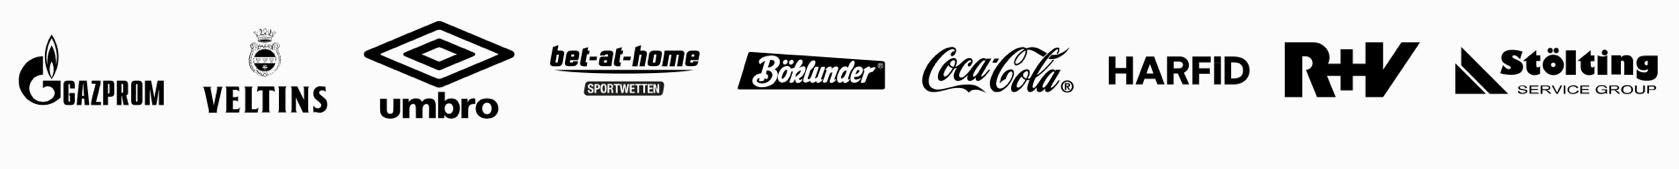 GAZPROM
VELTINS
umbro
bet-at-home
SPORTWETTEN
Böklunder®
Coca-Cola®
HARFID
R+V
Stölting
SERVICE GROUP